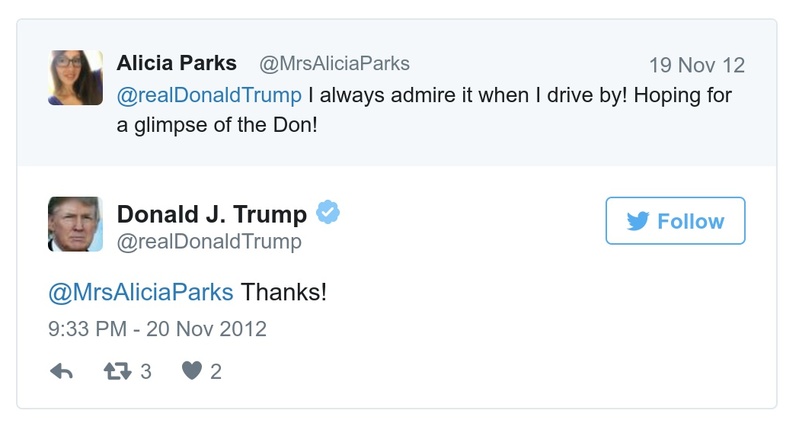 Alicia Parks @MrsAliciaParks 19 Nov 12
@realDonaldTrump I always admire it when I drive by! Hoping for
a glimpse of the Don!
Donald J. Trump
@realDonaldTrump
Follow
@MrsAliciaParks Thanks!
9:33 PM - 20 Nov 2012
3 2